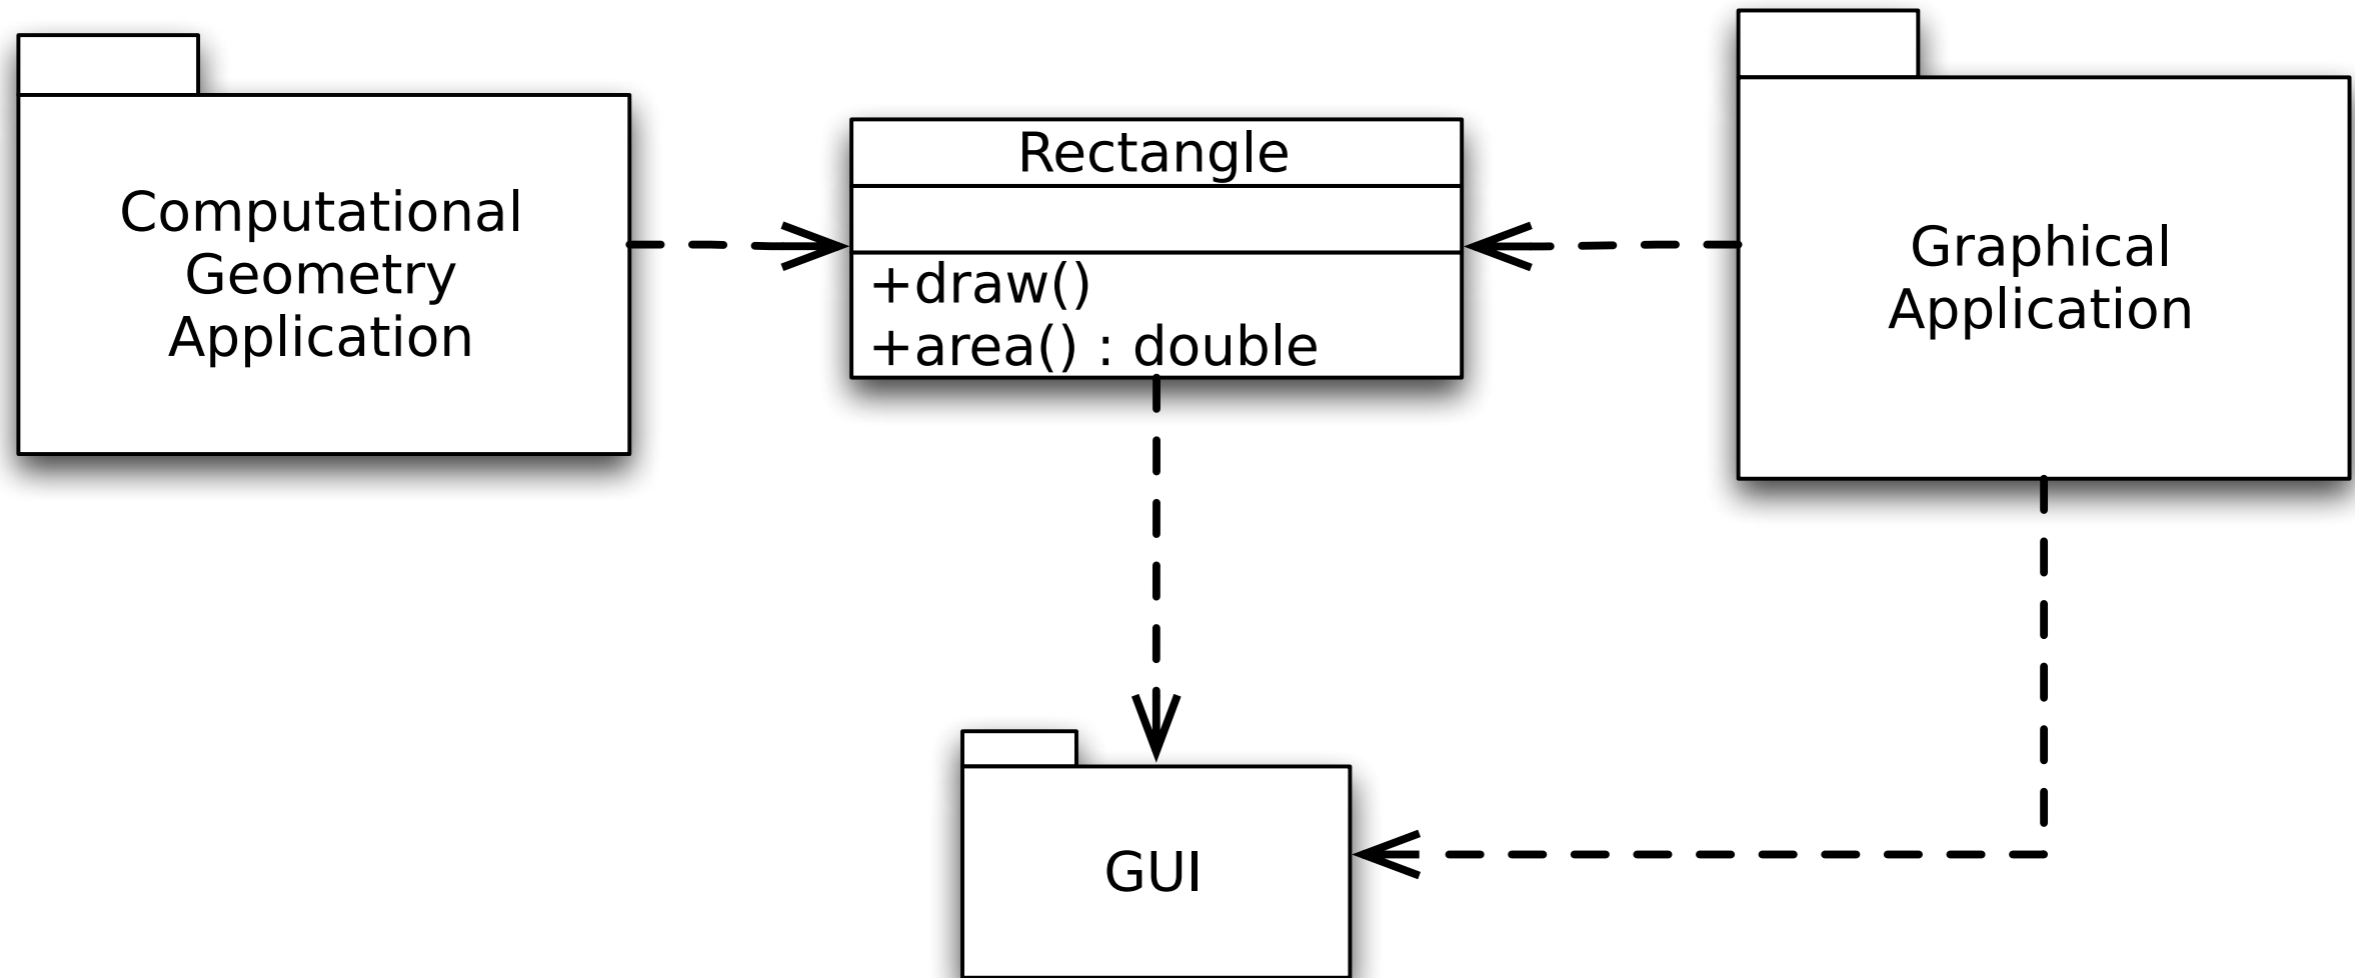 Computational
Geometry
Application
Rectangle
+draw()
+area() : double
Graphical
Application
GUI